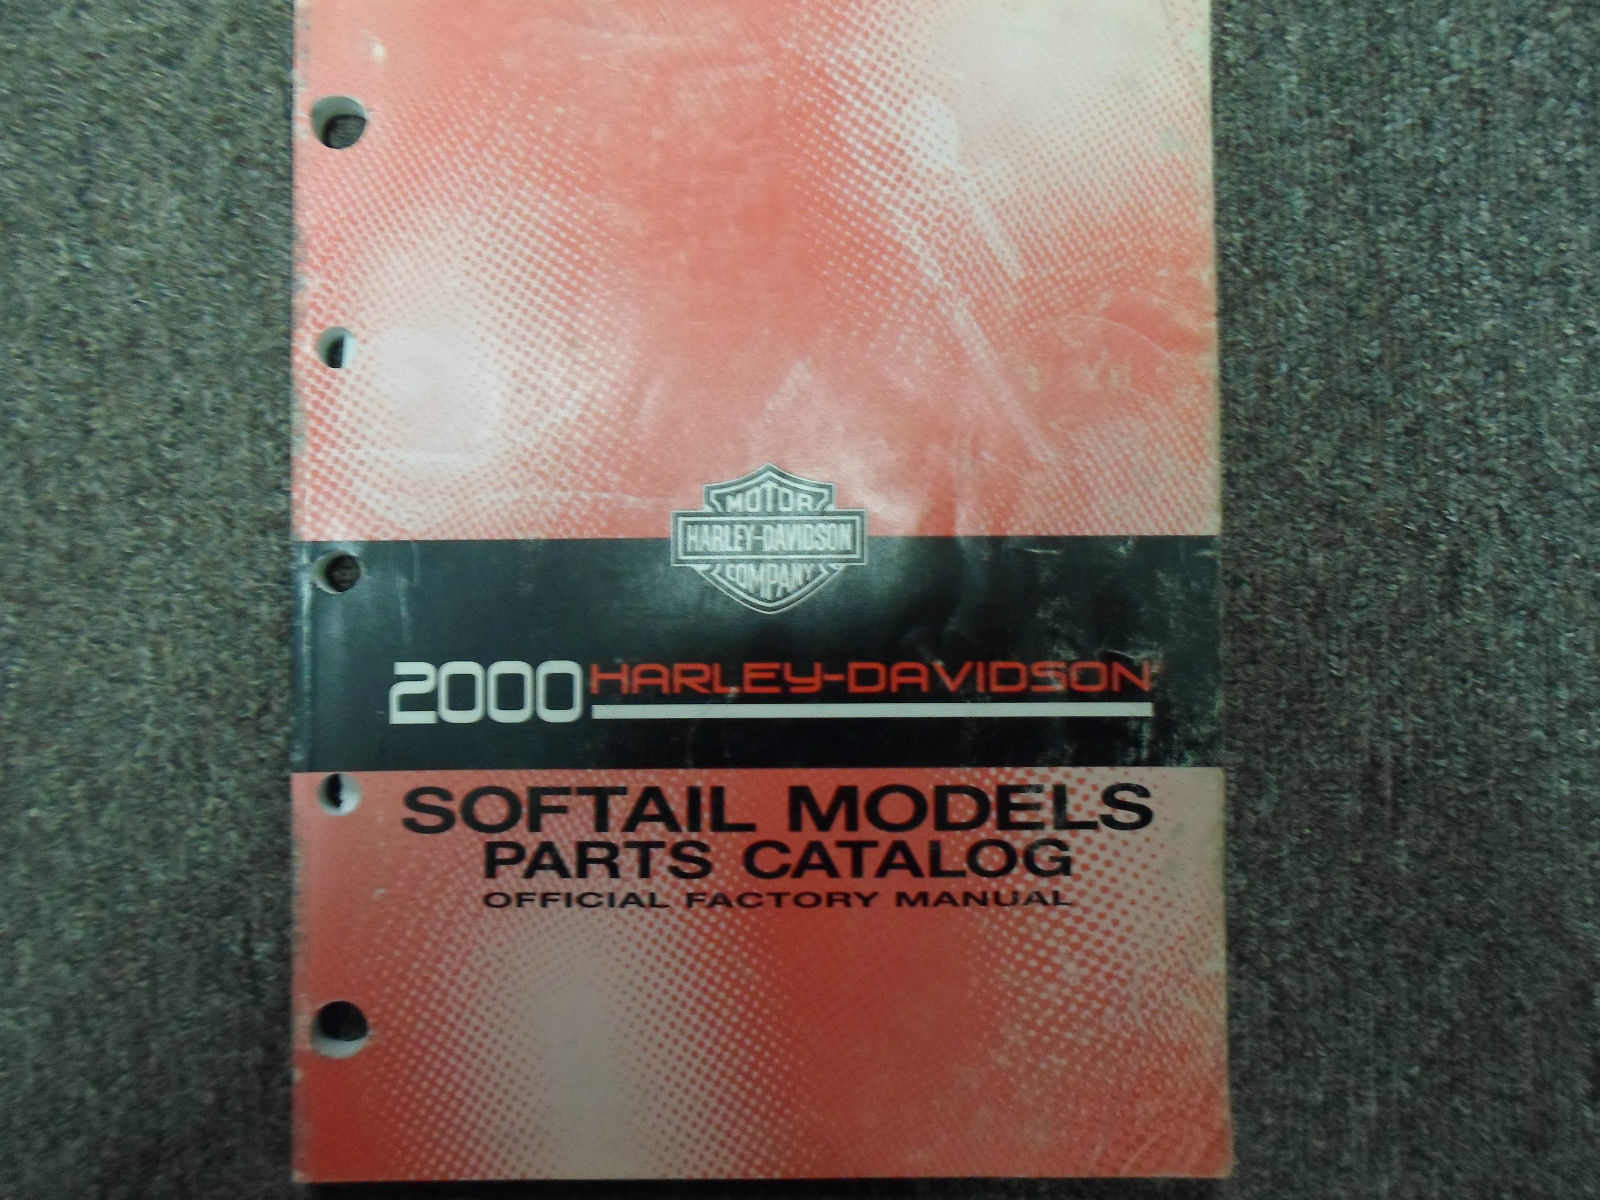 MOTOR
HARLEY-DAVIDSON
COMPANY
2000 HARLEY-DAVIDSON
SOFTAIL MODELS
PARTS CATALOG
OFFICIAL FACTORY MANUAL